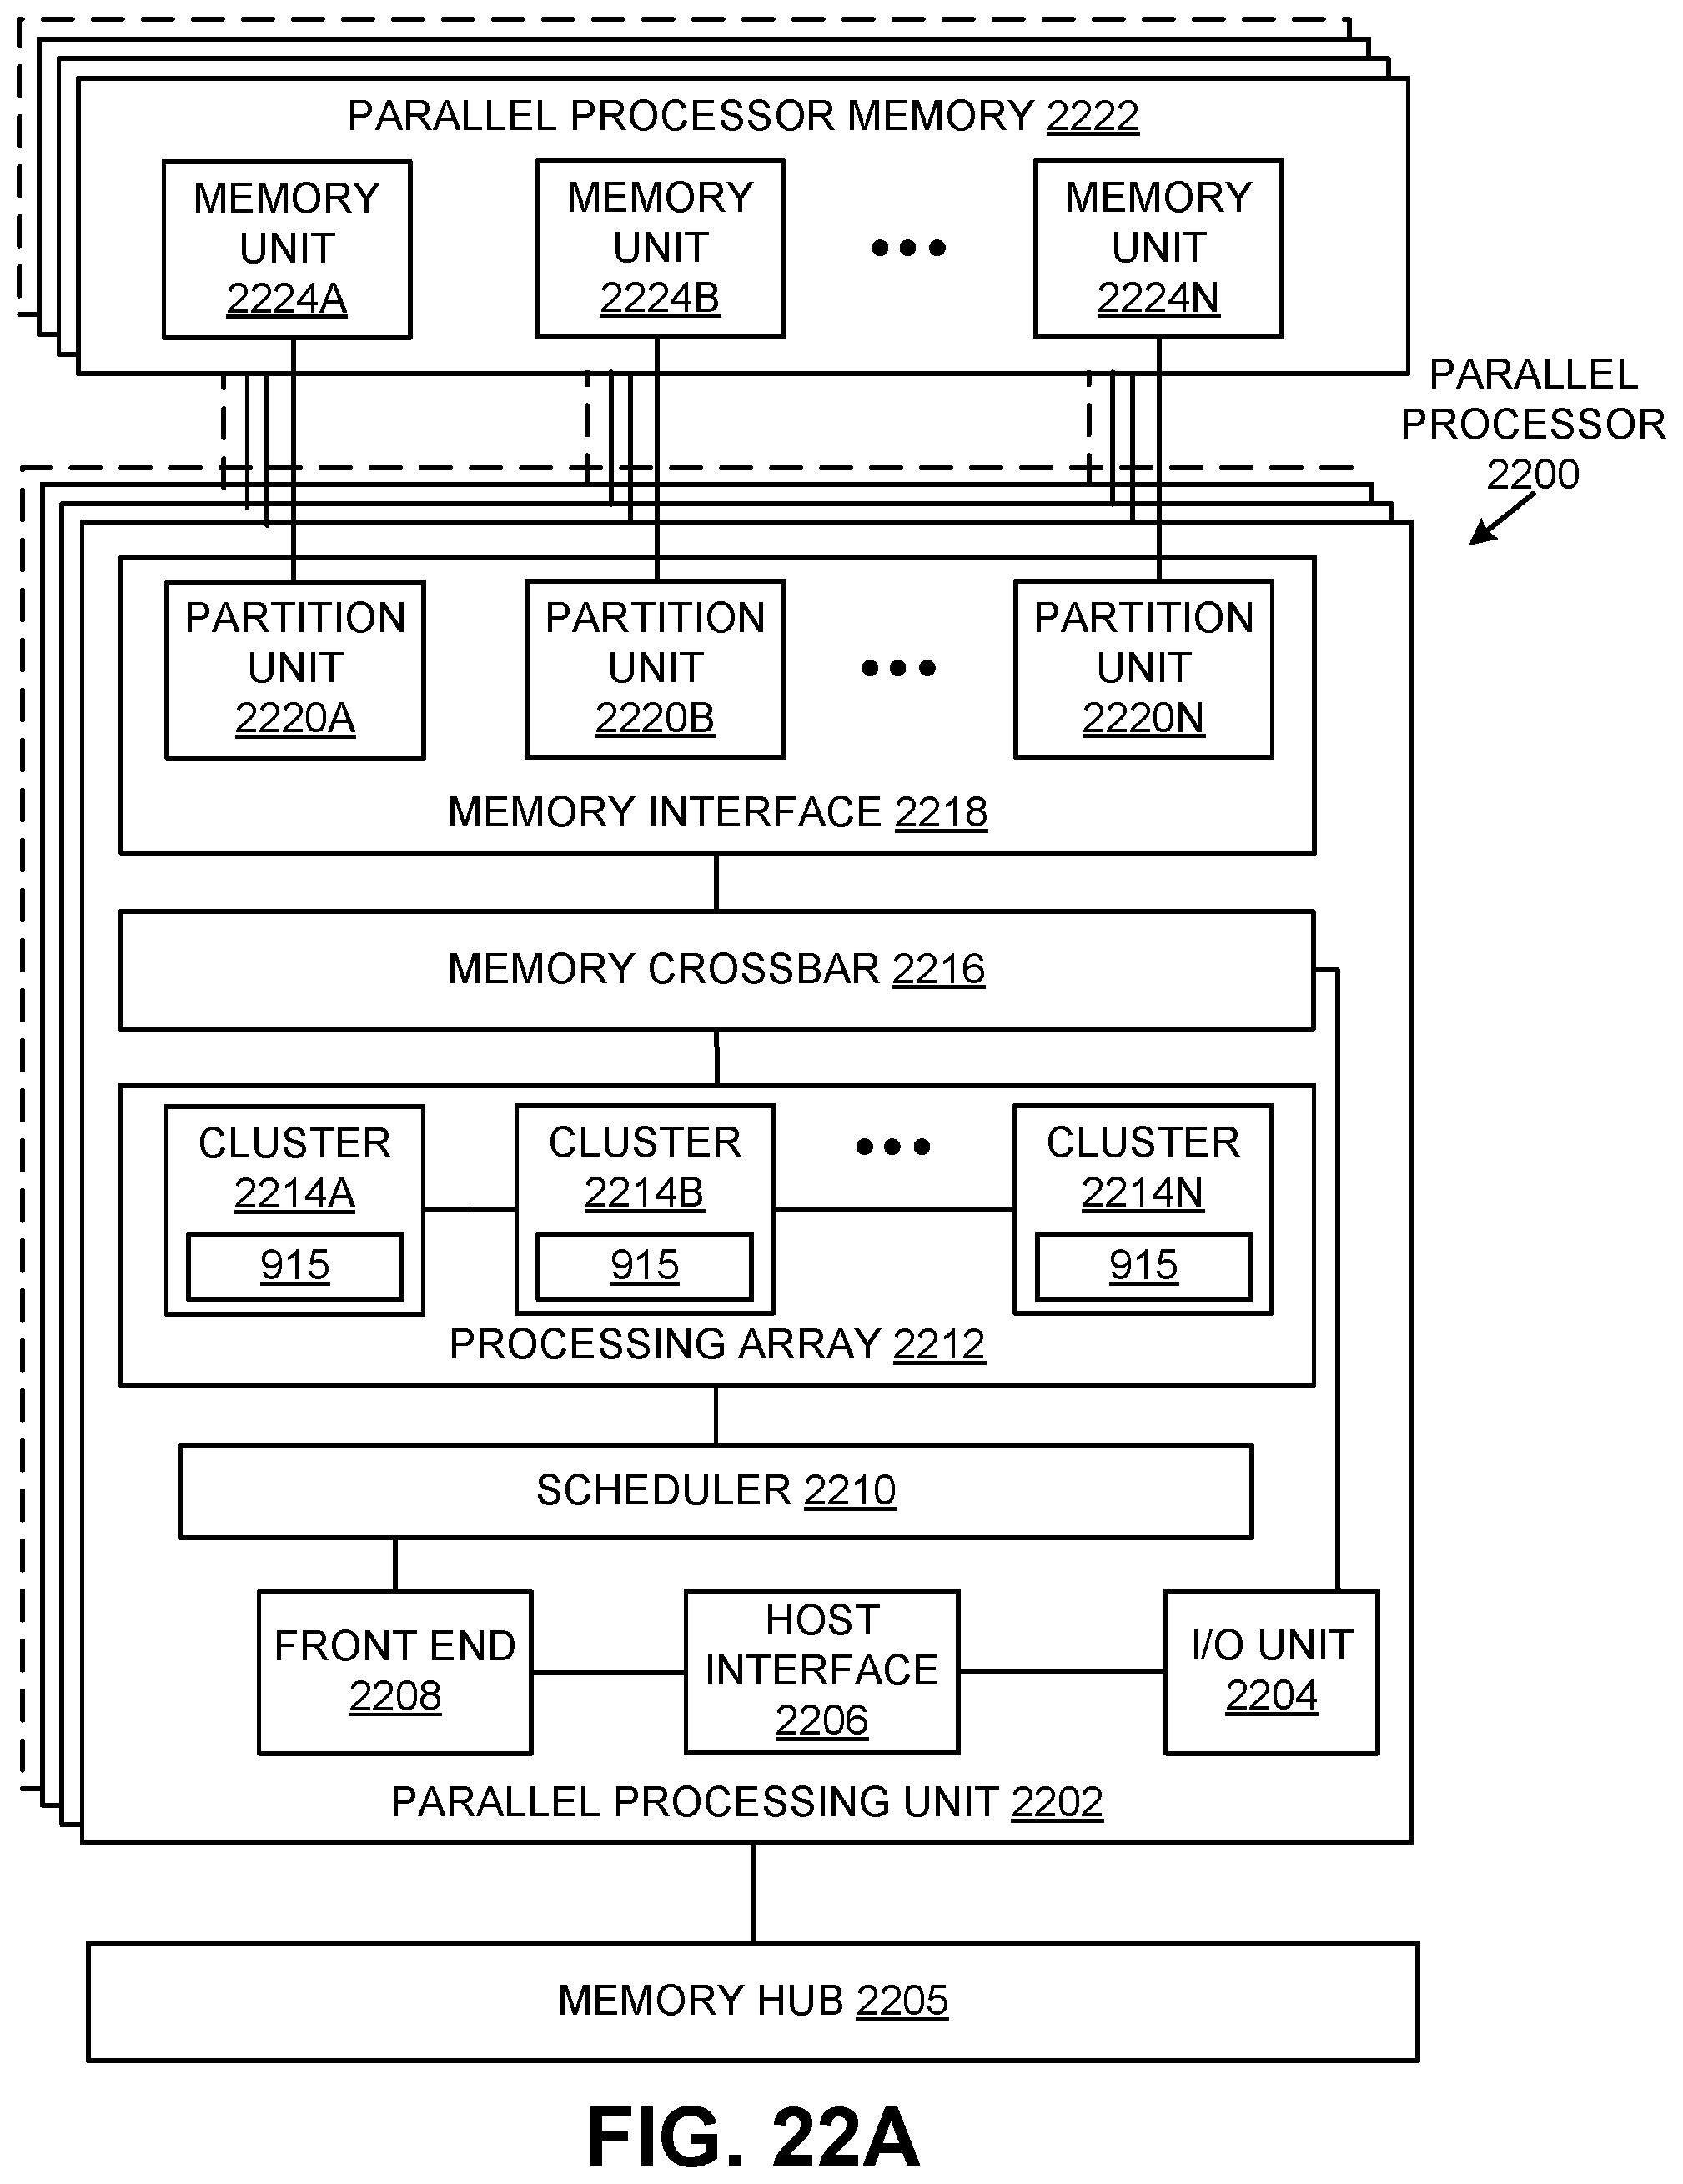 PARALLEL PROCESSOR MEMORY 2222
MEMORY
UNIT
2224A
MEMORY
UNIT
2224B
MEMORY
UNIT
2224N
PARALLEL
PROCESSOR
2200
PARTITION
UNIT
2220A
PARTITION
UNIT
2220B
PARTITION
UNIT
2220N
MEMORY INTERFACE 2218
MEMORY CROSSBAR 2216
CLUSTER
2214A
915
CLUSTER
2214B
915
CLUSTER
2214N
915
PROCESSING ARRAY 2212
SCHEDULER 2210
FRONT END
2208
HOST
INTERFACE
2206
I/O UNIT
2204
PARALLEL PROCESSING UNIT 2202
MEMORY HUB 2205
FIG. 22A